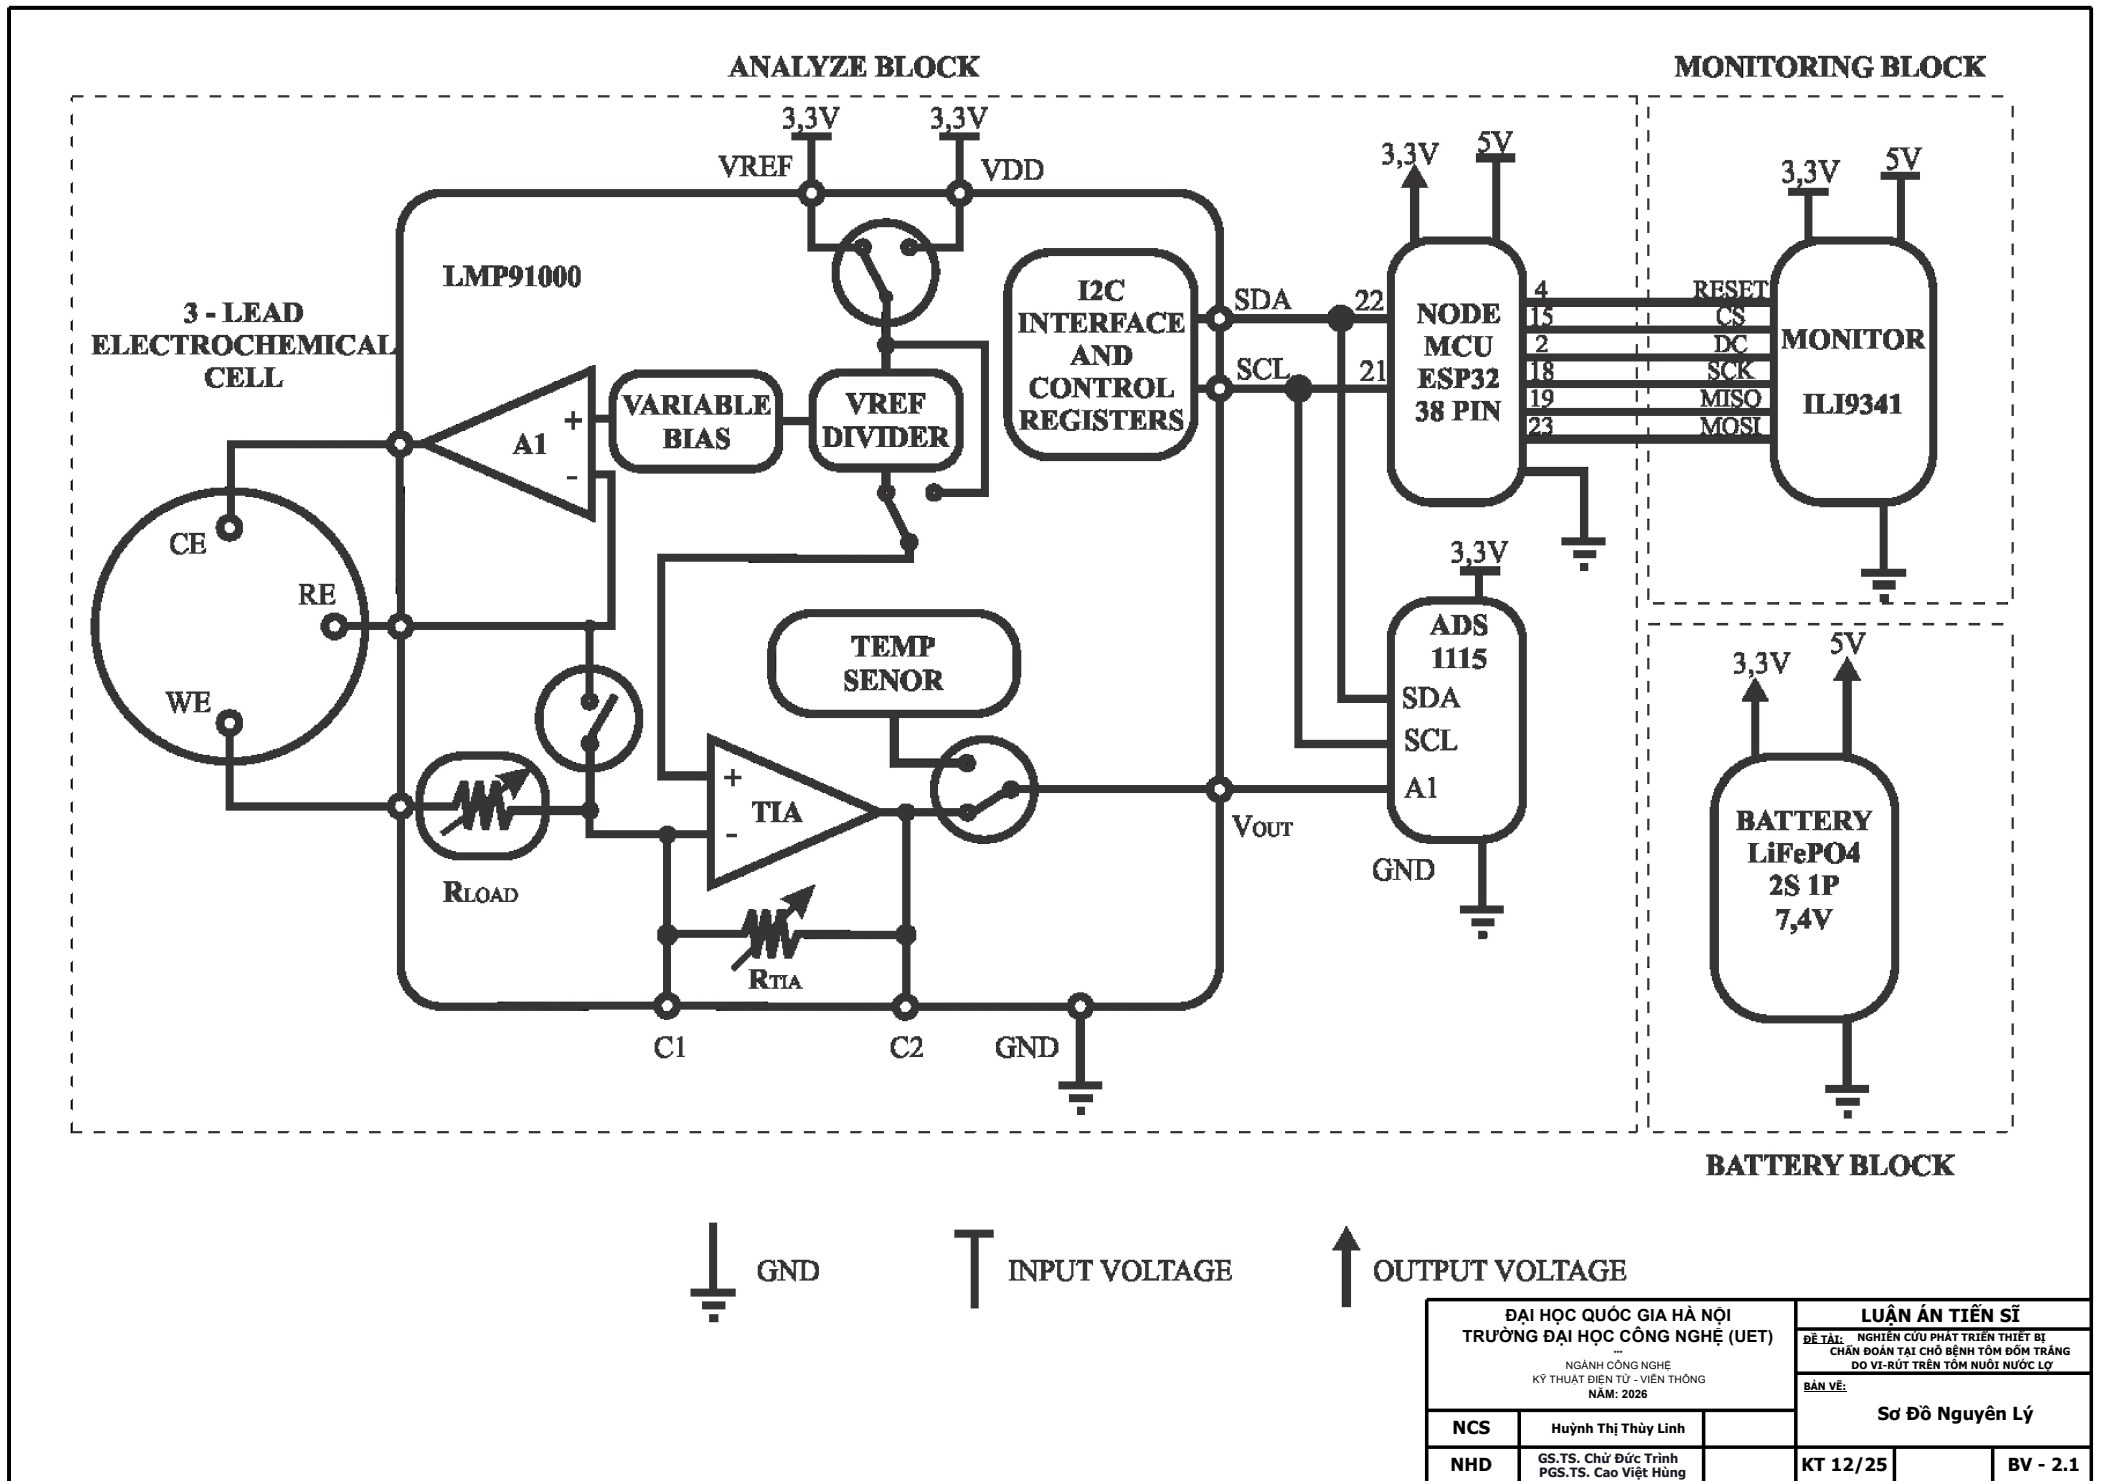 ANALYZE BLOCK
MONITORING BLOCK
3,3V
3,3V
VREF
VDD
3,3V
5V
3,3V
5V
LMP91000
3 - LEAD
ELECTROCHEMICAL
CELL
A1
+
-
VARIABLE
BIAS
VREF
DIVIDER
I2C
INTERFACE
AND
CONTROL
REGISTERS
SDA
22
SCL
21
NODE
MCU
ESP32
38 PIN
4 RESET
15 CS
2 DC
18 SCK
19 MISO
23 MOSI
MONITOR
ILI9341
CE
RE
WE
TEMP
SENOR
3,3V
ADS
1115
SDA
SCL
A1
GND
+
-
TIA
VOUT
RLOAD
RTIA
C1
C2
GND
3,3V
5V
BATTERY
LiFePO4
2S 1P
7,4V
BATTERY BLOCK
GND
INPUT VOLTAGE
OUTPUT VOLTAGE
ĐẠI HỌC QUỐC GIA HÀ NỘI
TRƯỜNG ĐẠI HỌC CÔNG NGHỆ (UET)
...
NGÀNH CÔNG NGHỆ
KỸ THUẬT ĐIỆN TỬ - VIỄN THÔNG
NĂM: 2026
LUẬN ÁN TIẾN SĨ
ĐỀ TÀI: NGHIÊN CỨU PHÁT TRIỂN THIẾT BỊ
CHẨN ĐOÁN TẠI CHỖ BỆNH TÔM ĐỐM TRẮNG
DO VI-RÚT TRÊN TÔM NUÔI NƯỚC LỢ
BẢN VẼ:
Sơ Đồ Nguyên Lý
NCS
Huỳnh Thị Thùy Linh
NHD
GS.TS. Chử Đức Trình
PGS.TS. Cao Việt Hùng
KT 12/25
BV - 2.1